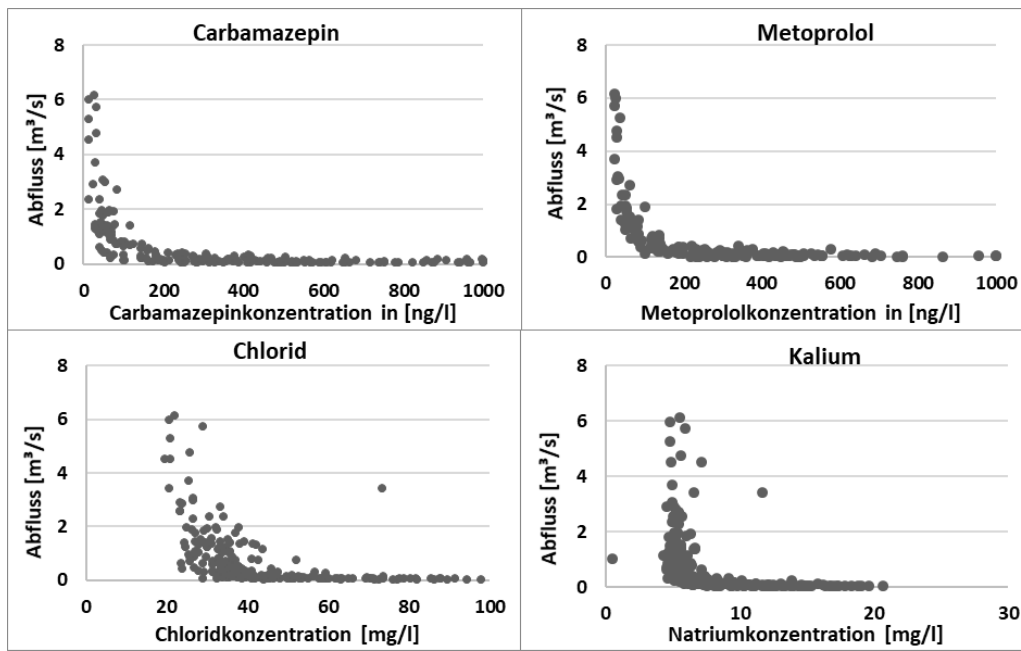 Carbamazepin
8
6
4
2
0
Abfluss [m³/s]
0 200 400 600 800 1000
Carbamazepinkonzentration in [ng/l]
Metoprolol
8
6
4
2
0
Abfluss [m³/s]
0 200 400 600 800 1000
Metoprololkonzentration in [ng/l]
Chlorid
8
6
4
2
0
Abfluss [m³/s]
0 20 40 60 80 100
Chloridkonzentration [mg/l]
Kalium
8
6
4
2
0
Abfluss [m³/s]
0 10 20 30
Natriumkonzentration [mg/l]